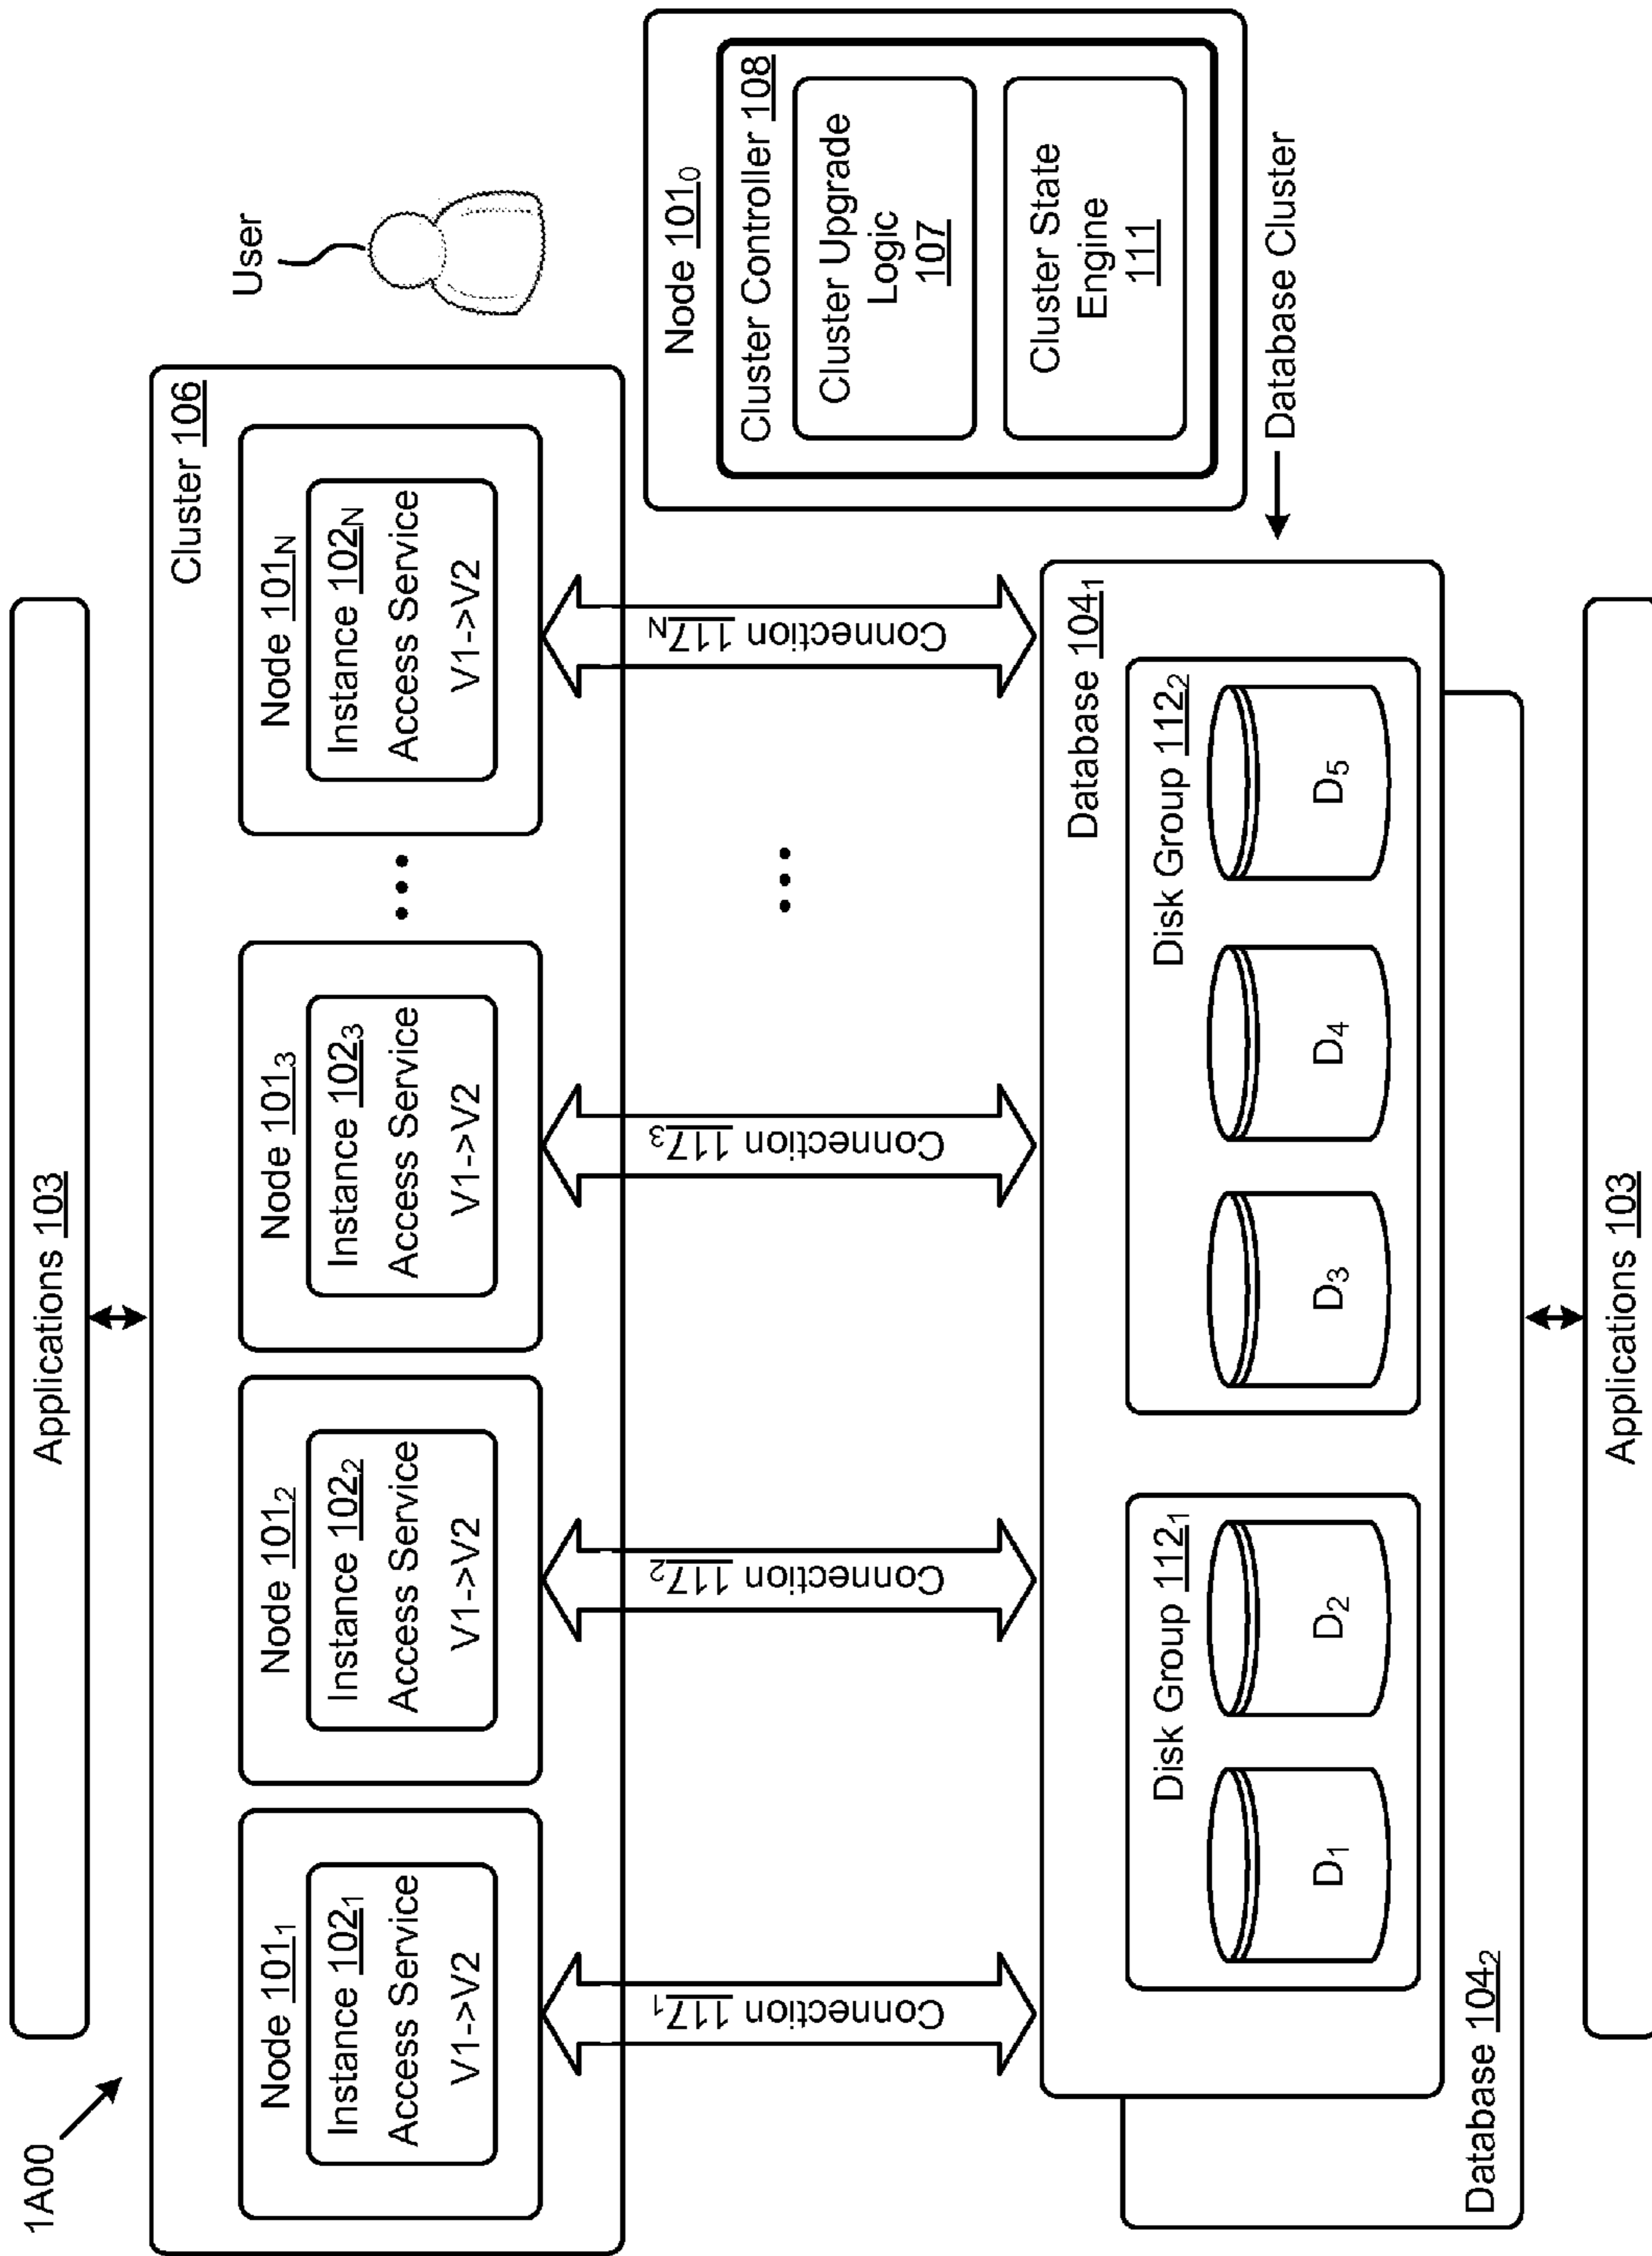 1A00
Applications 103
Cluster 106
User
Node 101₁
Instance 102₁
Access Service
V1->V2
Node 101₂
Instance 102₂
Access Service
V1->V2
Node 101₃
Instance 102₃
Access Service
V1->V2
...
Node 101N
Instance 102N
Access Service
V1->V2
Connection 117₁
Connection 117₂
Connection 117₃
...
Connection 117N
Node 101₀
Cluster Controller 108
Cluster Upgrade
Logic
107
Cluster State
Engine
111
Database Cluster
Database 104₁
Disk Group 112₁
D₁
D₂
Disk Group 112₂
D₃
D₄
D₅
Database 104₂
Applications 103